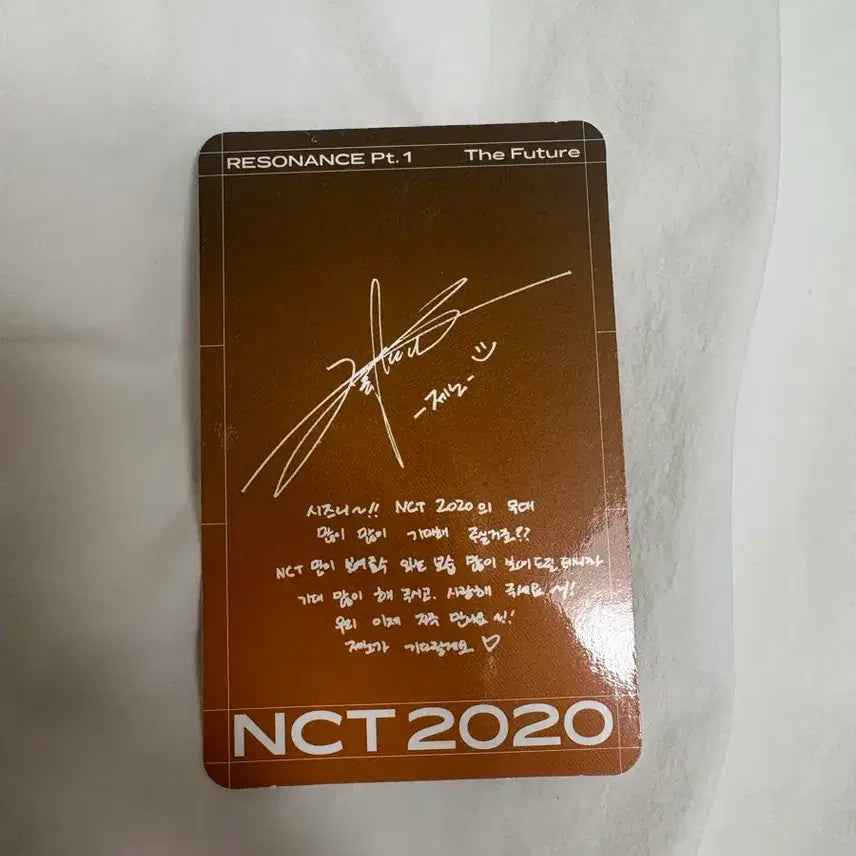 RESONANCE Pt. 1 The Future
-제노-
시즈니~!! NCT 2020의 무대
많이 많이 기대해 주실거죠??
NCT 만이 보여줄수 있는 모습 많이 보여드릴테니까
기대 많이 해 주시고. 사랑해 주세요~!!
우리 이제 자주 만나요~!!
제노가 기다릴게요 ♡
NCT 2020